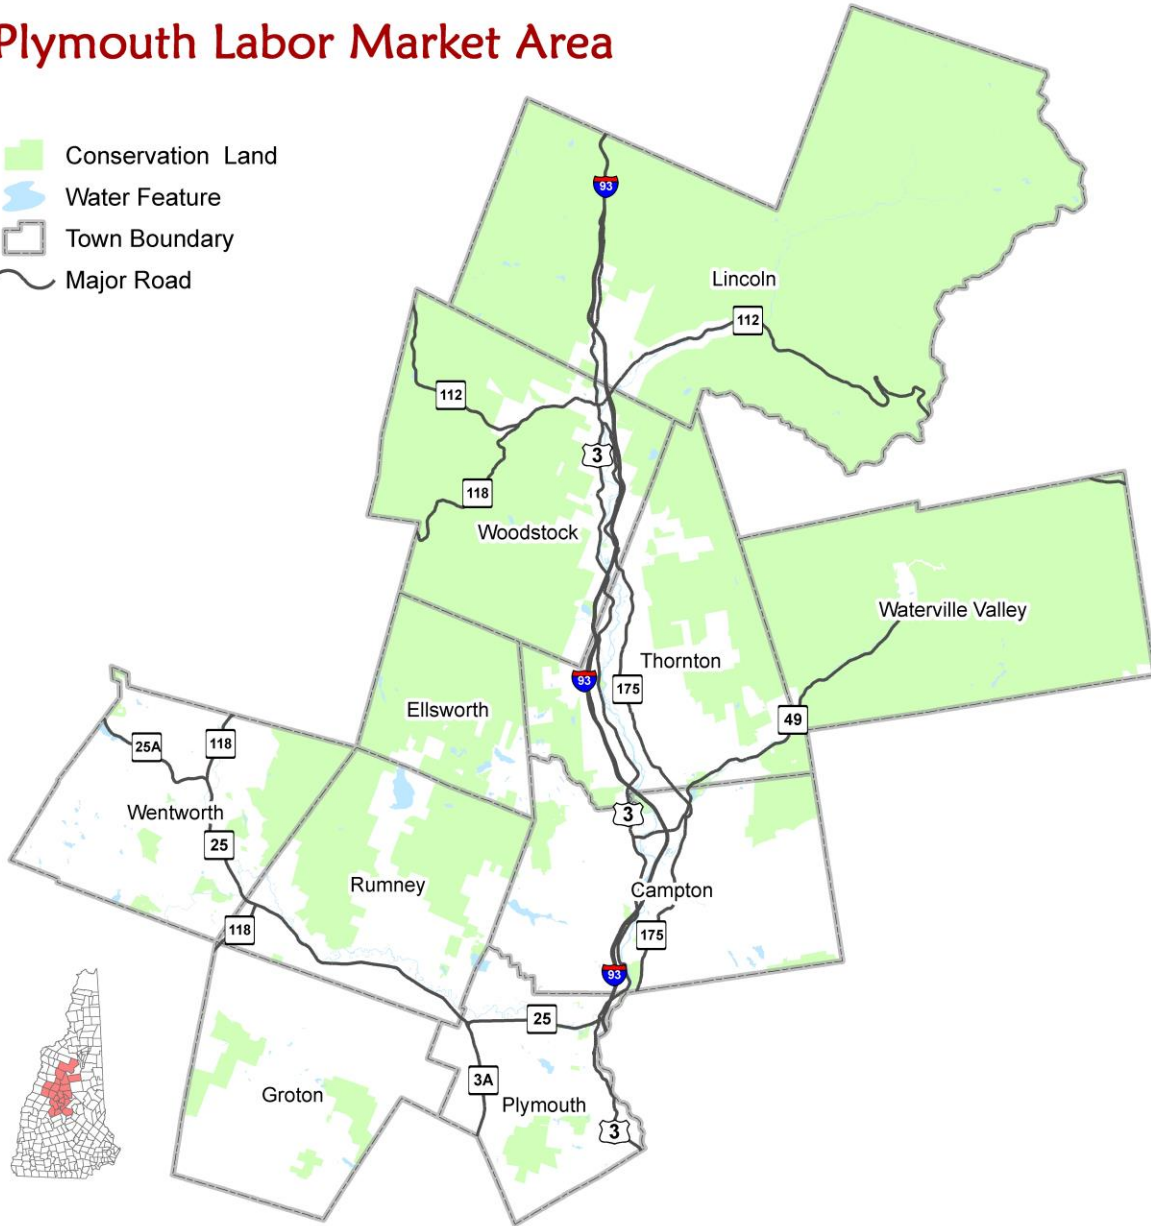 Plymouth Labor Market Area
Conservation Land
Water Feature
Town Boundary
Major Road
93
Lincoln
112
112
3
118
Woodstock
Waterville Valley
Thornton
93
175
Ellsworth
49
25A
118
Wentworth
3
25
Rumney
Campton
118
175
93
25
3A
Groton
Plymouth
3